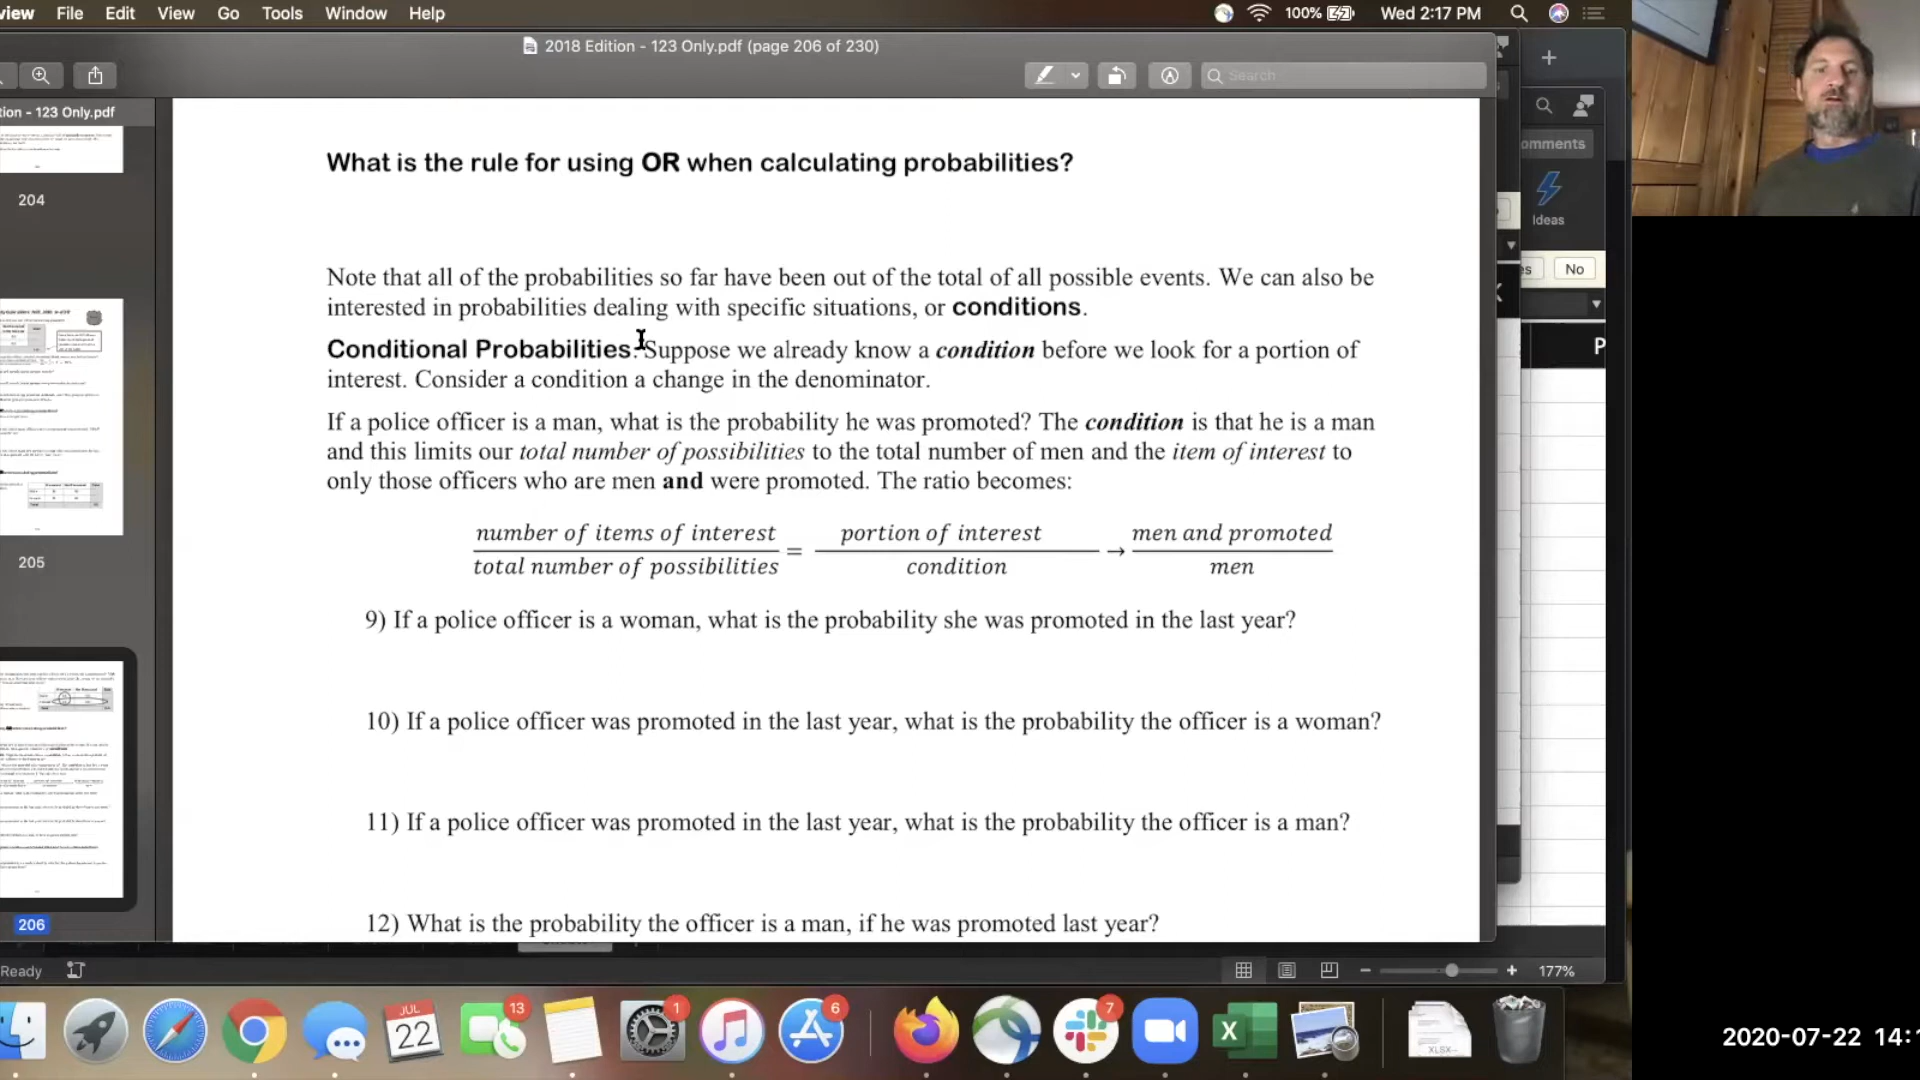 view File Edit View Go Tools Window Help 100% Wed 2:17 PM
2018 Edition - 123 Only.pdf (page 206 of 230)
Search
tion - 123 Only.pdf
204
205
206
What is the rule for using OR when calculating probabilities?
Note that all of the probabilities so far have been out of the total of all possible events. We can also be
interested in probabilities dealing with specific situations, or conditions.
Conditional Probabilities: Suppose we already know a condition before we look for a portion of
interest. Consider a condition a change in the denominator.
If a police officer is a man, what is the probability he was promoted? The condition is that he is a man
and this limits our total number of possibilities to the total number of men and the item of interest to
only those officers who are men and were promoted. The ratio becomes:
number of items of interest
total number of possibilities
=
portion of interest
condition
→
men and promoted
men
9) If a police officer is a woman, what is the probability she was promoted in the last year?
10) If a police officer was promoted in the last year, what is the probability the officer is a woman?
11) If a police officer was promoted in the last year, what is the probability the officer is a man?
12) What is the probability the officer is a man, if he was promoted last year?
omments
Ideas
es No
P
Ready
177%
JUL
22
13
1
6
7
X
XLSX
2020-07-22 14: